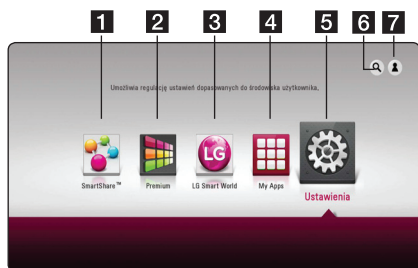 1 2 3 4 5 6 7
Umożliwia regulację ustawień dopasowanych do środowiska użytkownika.
LG
SmartShare™ Premium LG Smart World My Apps
Ustawienia